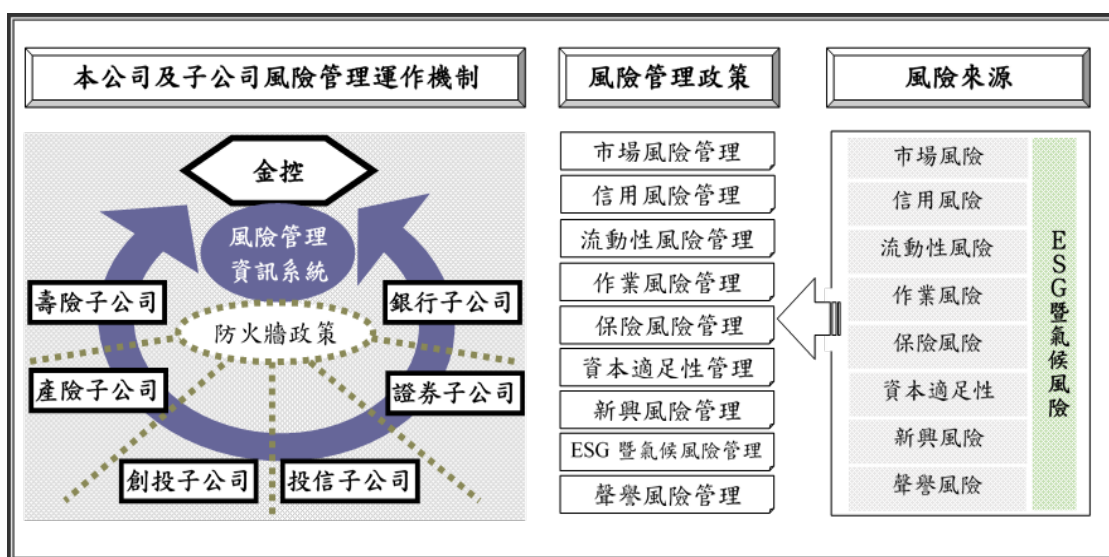 本公司及子公司風險管理運作機制
金控
風險管理
資訊系統
防火牆政策
壽險子公司
銀行子公司
產險子公司
證券子公司
創投子公司
投信子公司
風險管理政策
市場風險管理
信用風險管理
流動性風險管理
作業風險管理
保險風險管理
資本適足性管理
新興風險管理
ESG 暨氣候風險管理
聲譽風險管理
風險來源
市場風險
信用風險
流動性風險
作業風險
保險風險
資本適足性
新興風險
聲譽風險
ESG暨氣候風險